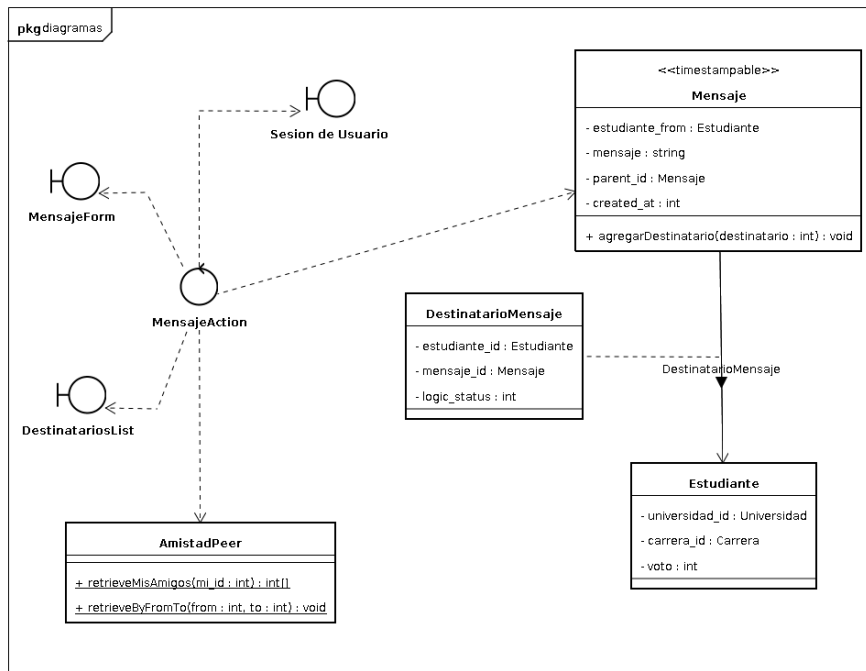 pkg diagramas
Sesion de Usuario
MensajeForm
MensajeAction
DestinatariosList
<<timestampable>>
Mensaje
- estudiante_from : Estudiante
- mensaje : string
- parent_id : Mensaje
- created_at : int
+ agregarDestinatario(destinatario : int) : void
DestinatarioMensaje
- estudiante_id : Estudiante
- mensaje_id : Mensaje
- logic_status : int
DestinatarioMensaje
Estudiante
- universidad_id : Universidad
- carrera_id : Carrera
- voto : int
AmistadPeer
+ retrieveMisAmigos(mi_id : int) : int[]
+ retrieveByFromTo(from : int, to : int) : void